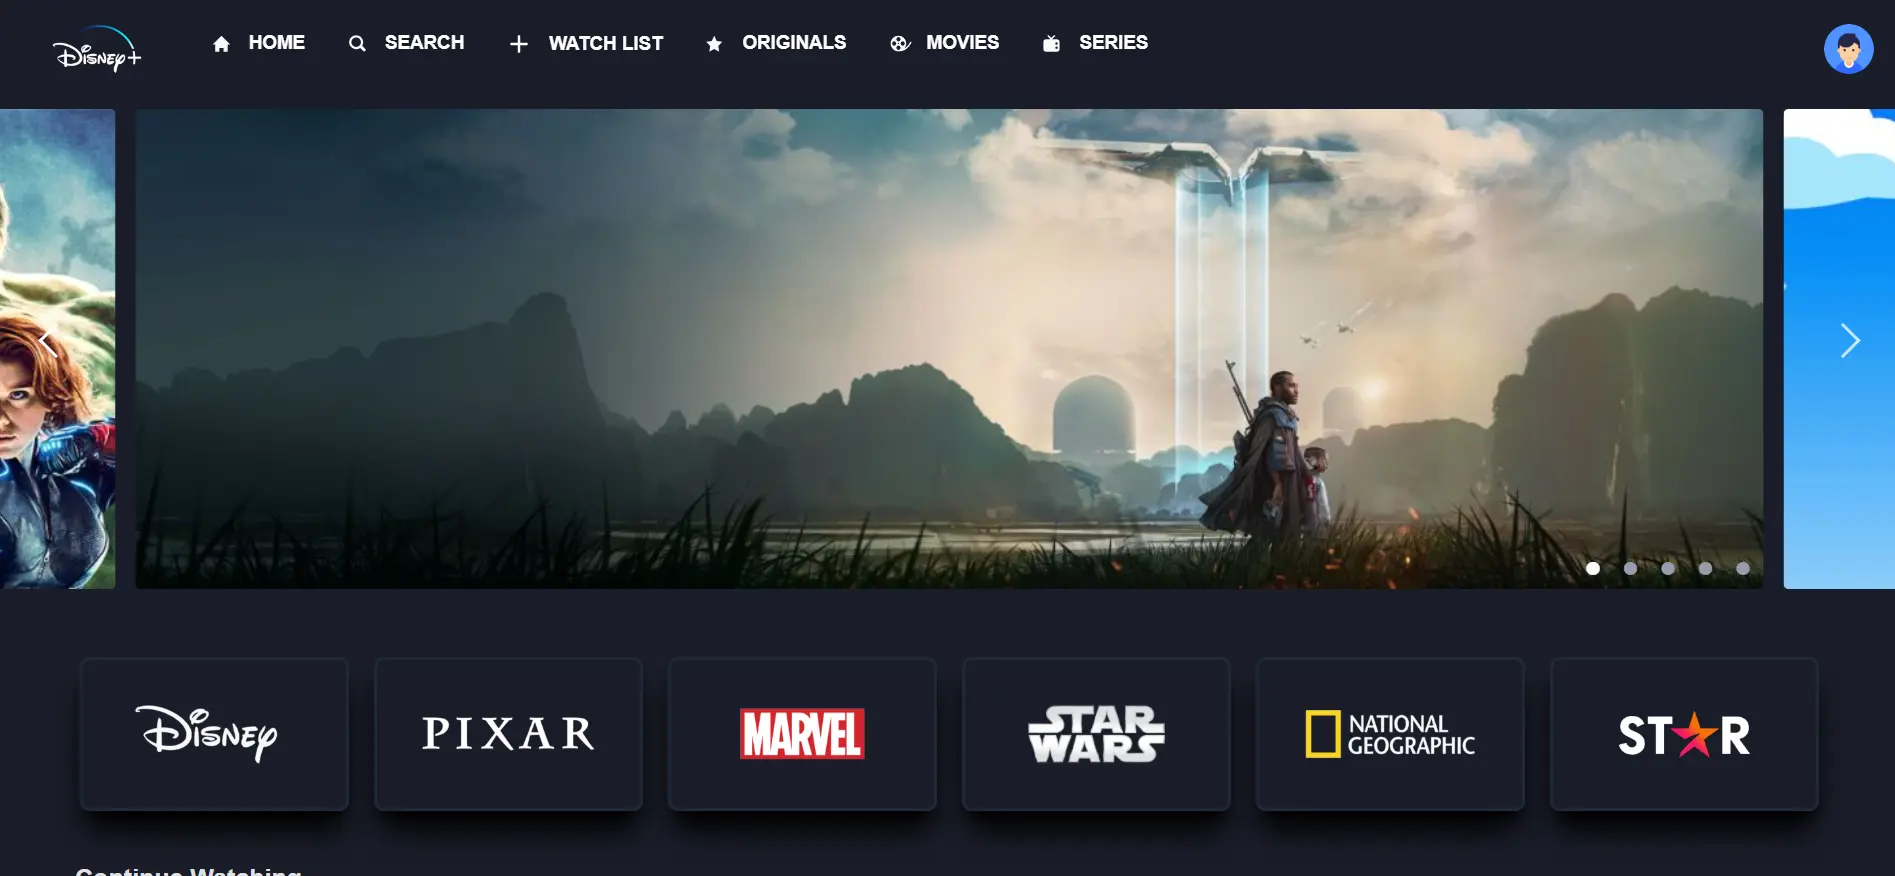 Disney+
HOME
SEARCH
WATCH LIST
ORIGINALS
MOVIES
SERIES
Disney
PIXAR
MARVEL
STAR
WARS
NATIONAL
GEOGRAPHIC
STAR
Continue Watching